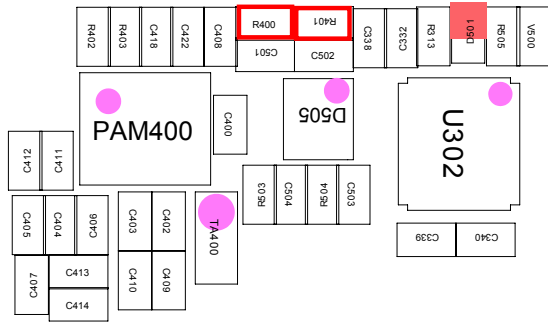 R402
R403
C418
C422
C408
R400
R401
C501
C502
C338
C332
R313
D501
R505
V500
PAM400
C400
D505
U302
C412
C411
R503
C504
R504
C503
C405
C404
C406
C403
C402
TA400
C339
C340
C407
C413
C414
C410
C409